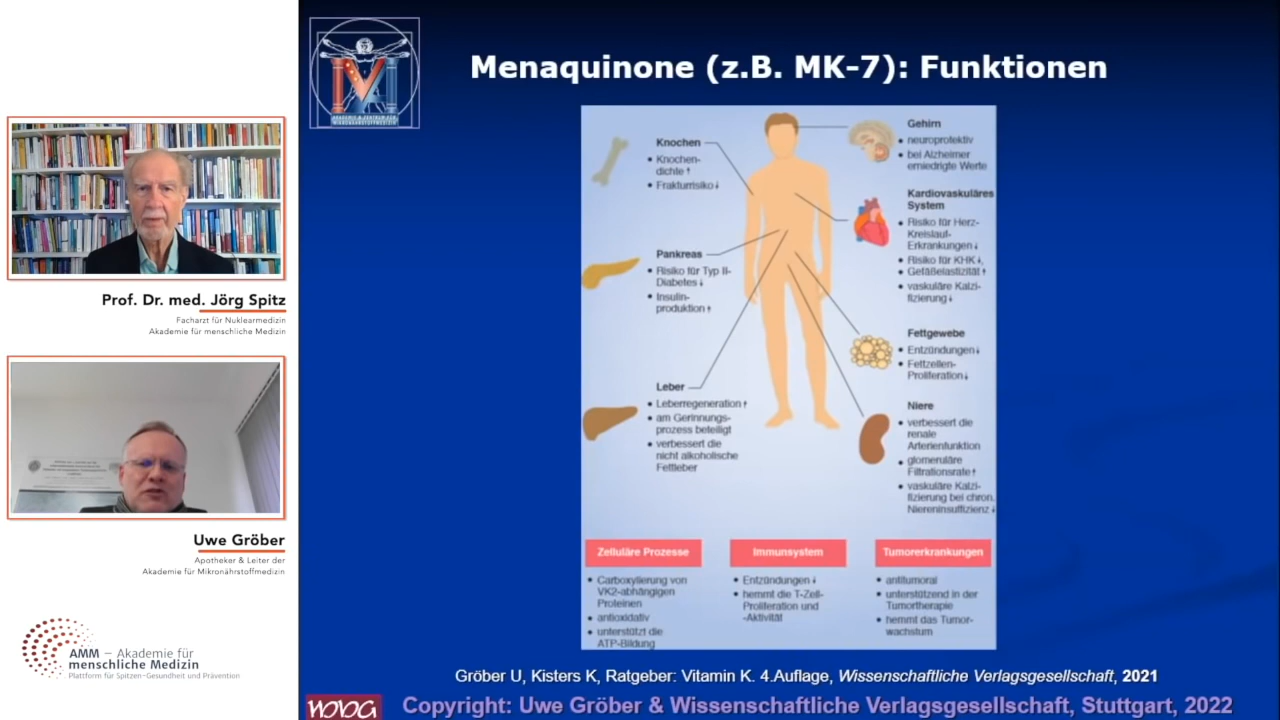 Prof. Dr. med. Jörg Spitz
Facharzt für Nuklearmedizin
Akademie für menschliche Medizin
Uwe Gröber
Apotheker & Leiter der
Akademie für Mikronährstoffmedizin
AMM – Akademie für
menschliche Medizin
Plattform für Spitzen-Gesundheit und Prävention
AKADEMIE & ZENTRUM FÜR
MIKRONÄHRSTOFFMEDIZIN
Menaquinone (z.B. MK-7): Funktionen
Knochen
• Knochen-
dichte ↑
• Frakturrisiko ↓
Pankreas
• Risiko für Typ II-
Diabetes ↓
• Insulin-
produktion ↑
Leber
• Leberregeneration ↑
• am Gerinnungs-
prozess beteiligt
• verbessert die
nicht alkoholische
Fettleber
Gehirn
• neuroprotektiv
• bei Alzheimer
erniedrigte Werte
Kardiovaskuläres
System
• Risiko für Herz-
Kreislauf-
Erkrankungen ↓
• Risiko für KHK ↓,
• Gefäßelastizität ↑
• vaskuläre Kalzi-
fizierung ↓
Fettgewebe
• Entzündungen ↓
• Fettzellen-
Proliferation ↓
Niere
• verbessert die
renale
Arterienfunktion
• glomeruläre
Filtrationsrate ↑
• vaskuläre Kalzi-
fizierung bei chron.
Niereninsuffizienz ↓
Zelluläre Prozesse
• Carboxylierung von
VK2-abhängigen
Proteinen
• antioxidativ
• unterstützt die
ATP-Bildung
Immunsystem
• Entzündungen ↓
• hemmt die T-Zell-
Proliferation und
-Aktivität
Tumorerkrankungen
• antitumoral
• unterstützend in der
Tumortherapie
• hemmt das Tumor-
wachstum
Gröber U, Kisters K, Ratgeber: Vitamin K. 4.Auflage, Wissenschaftliche Verlagsgesellschaft, 2021
Copyright: Uwe Gröber & Wissenschaftliche Verlagsgesellschaft, Stuttgart, 2022